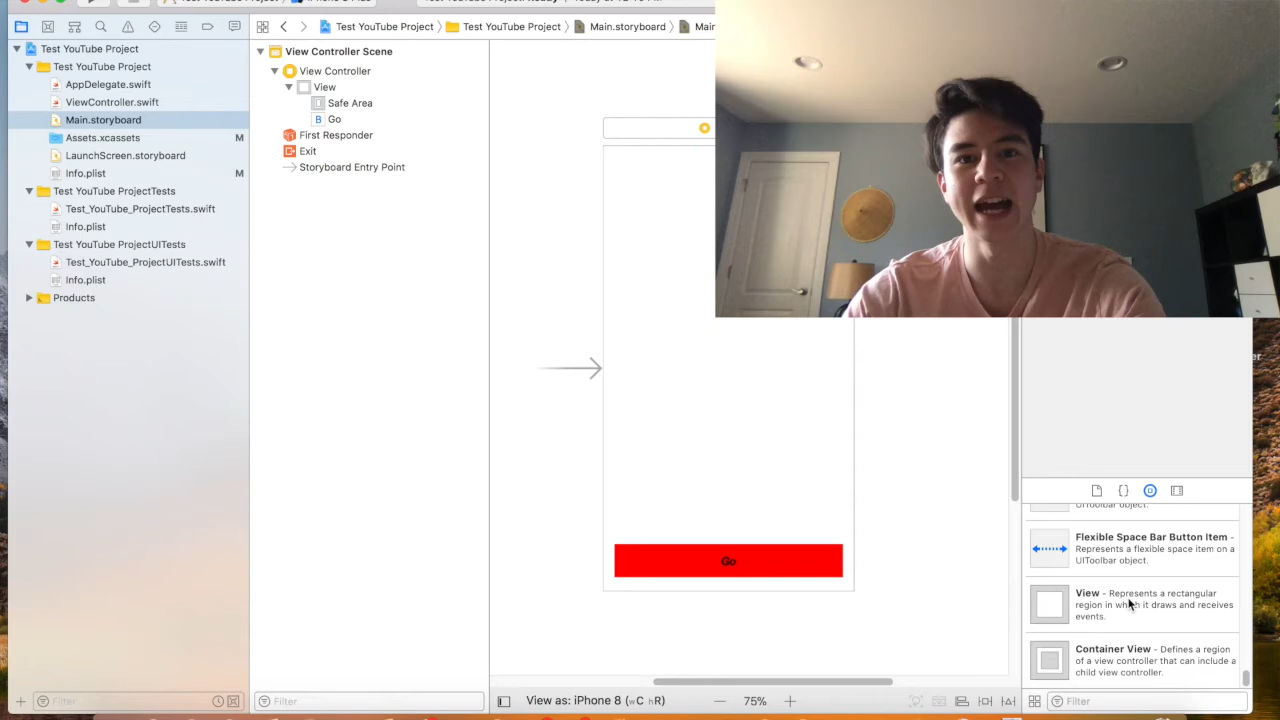 Test YouTube Project
Test YouTube Project
AppDelegate.swift
ViewController.swift
Main.storyboard
Assets.xcassets M
LaunchScreen.storyboard
Info.plist M
Test YouTube ProjectTests
Test_YouTube_ProjectTests.swift
Info.plist
Test YouTube ProjectUITests
Test_YouTube_ProjectUITests.swift
Info.plist
Products
Filter
Test YouTube Project
Test YouTube Project
Main.storyboard
View Controller Scene
View Controller
View
Safe Area
B Go
First Responder
Exit
Storyboard Entry Point
Filter
Go
View as: iPhone 8 (wC hR)
75%
UIToolbar object.
Flexible Space Bar Button Item -
Represents a flexible space item on a
UIToolbar object.
View - Represents a rectangular
region in which it draws and receives
events.
Container View - Defines a region
of a view controller that can include a
child view controller.
Filter